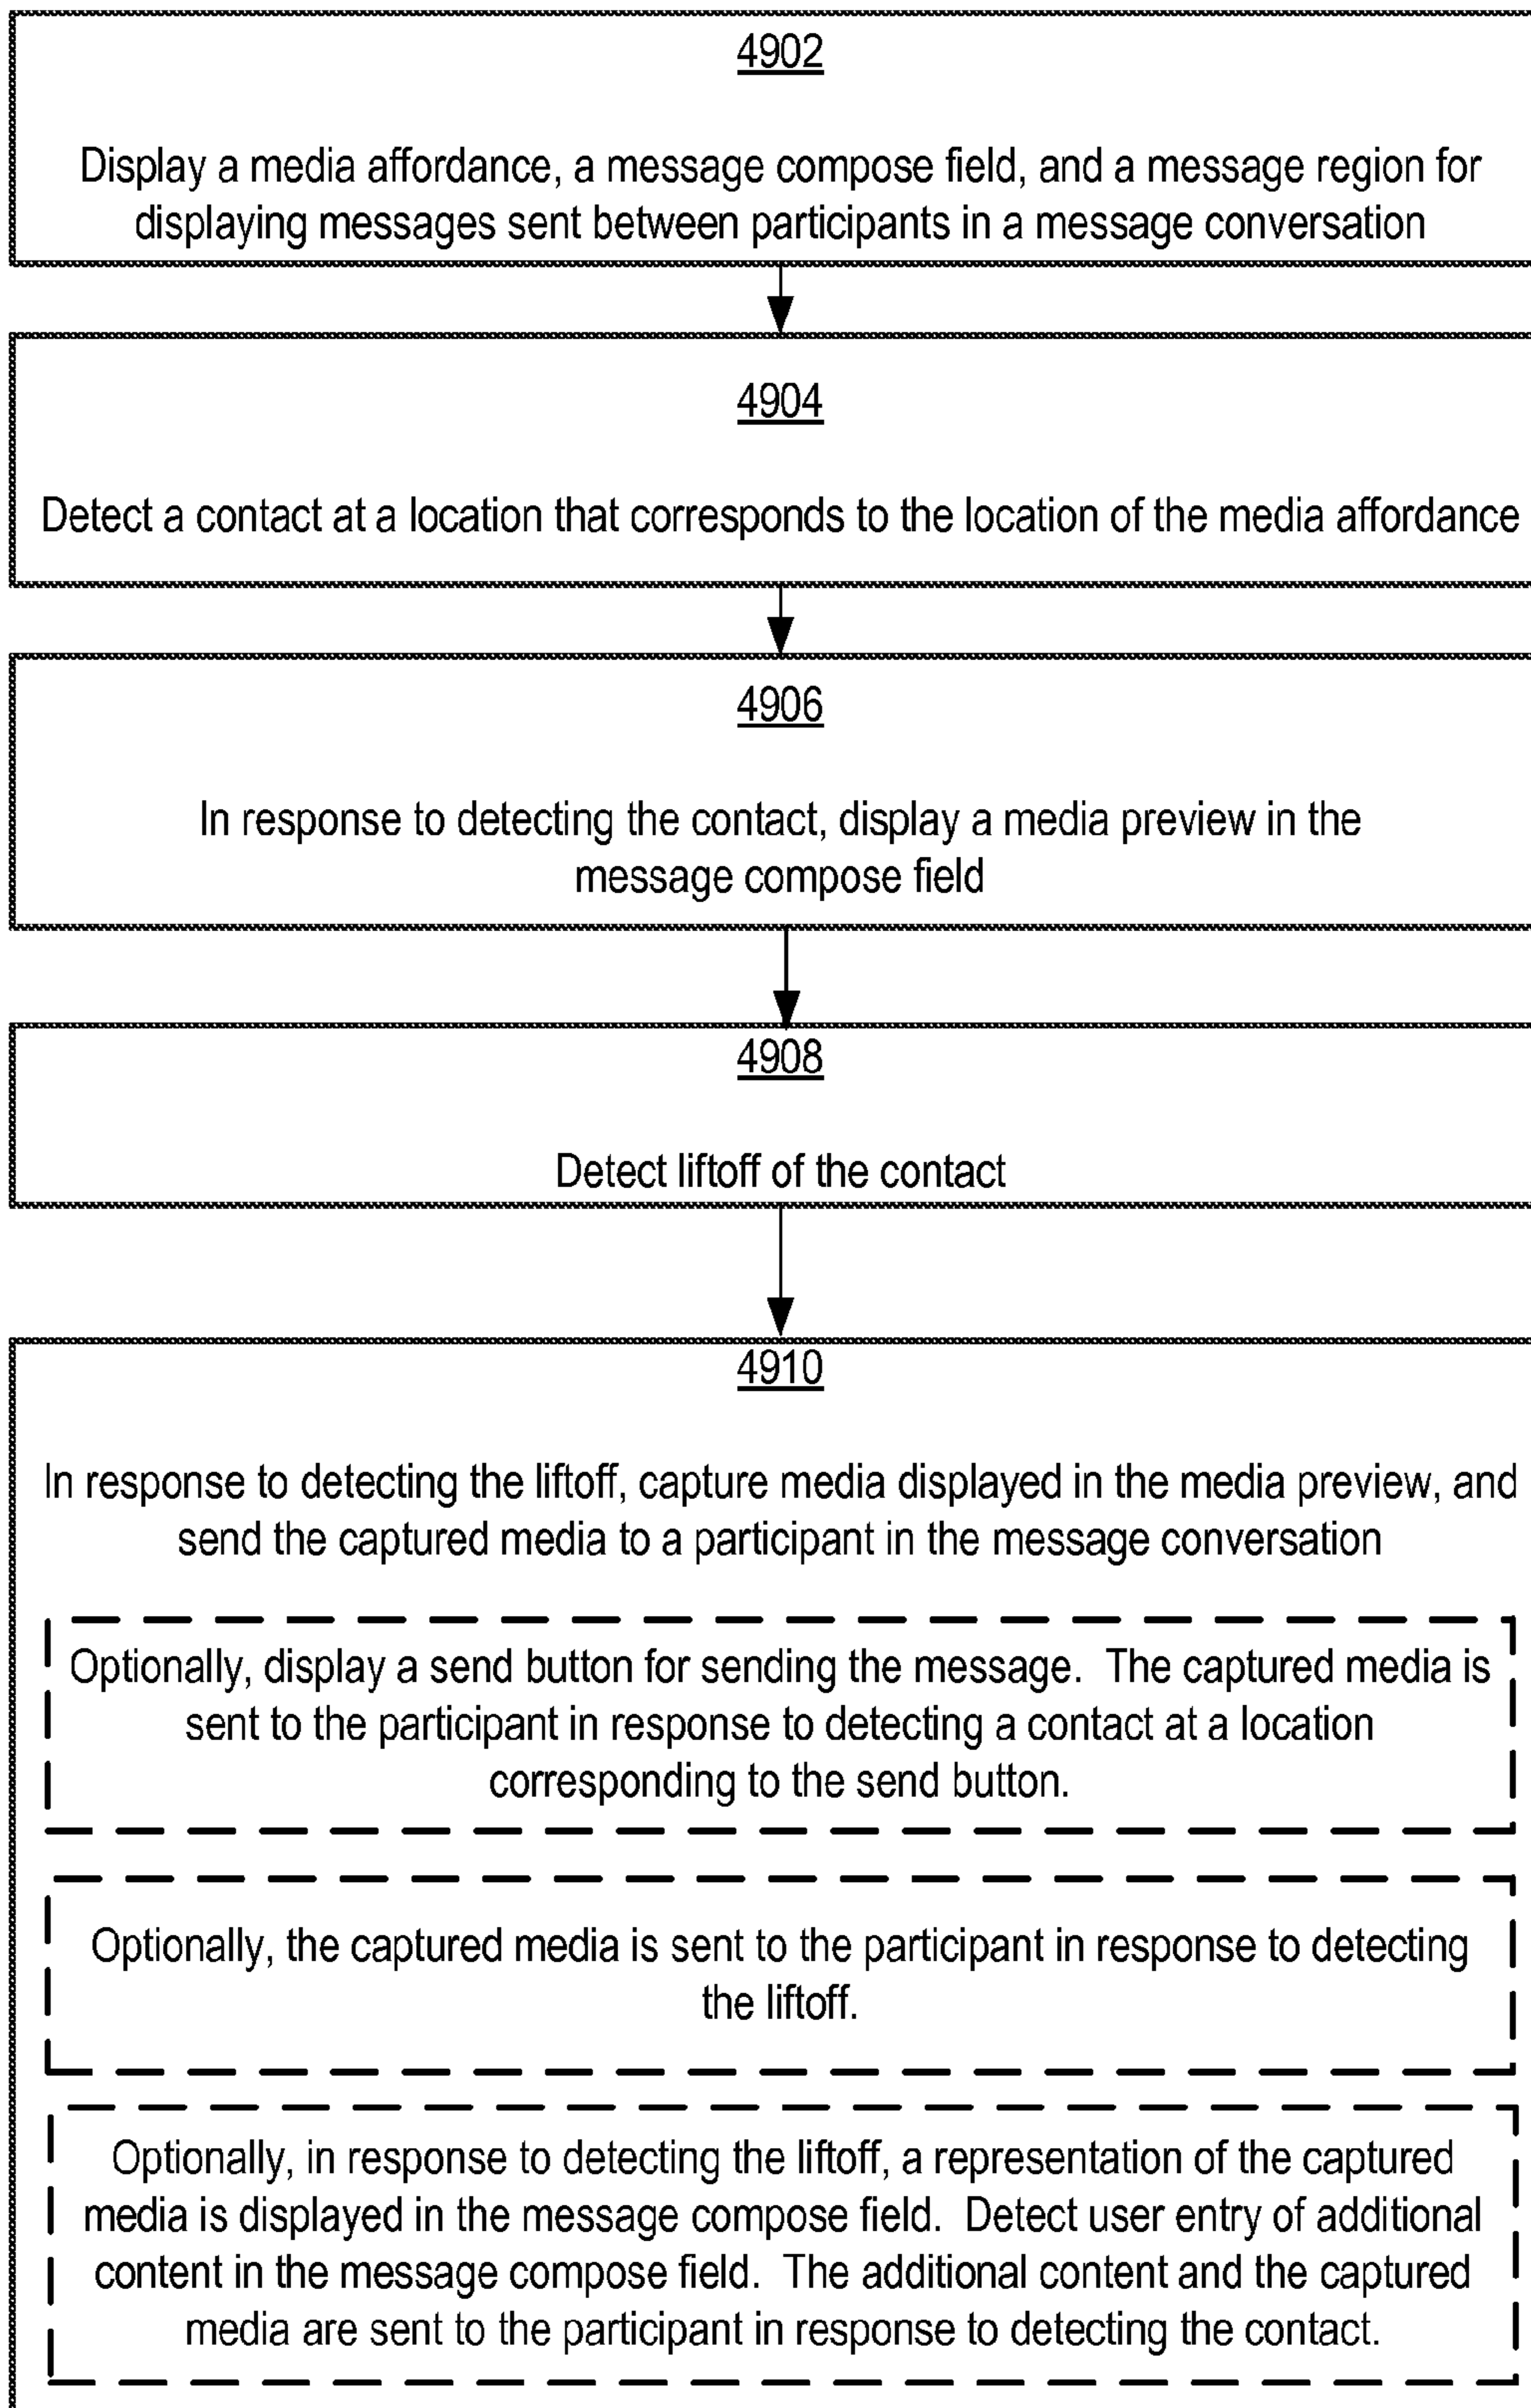 4902
Display a media affordance, a message compose field, and a message region for
displaying messages sent between participants in a message conversation
4904
Detect a contact at a location that corresponds to the location of the media affordance
4906
In response to detecting the contact, display a media preview in the
message compose field
4908
Detect liftoff of the contact
4910
In response to detecting the liftoff, capture media displayed in the media preview, and
send the captured media to a participant in the message conversation
Optionally, display a send button for sending the message.  The captured media is
sent to the participant in response to detecting a contact at a location
corresponding to the send button.
Optionally, the captured media is sent to the participant in response to detecting
the liftoff.
Optionally, in response to detecting the liftoff, a representation of the captured
media is displayed in the message compose field.  Detect user entry of additional
content in the message compose field.  The additional content and the captured
media are sent to the participant in response to detecting the contact.